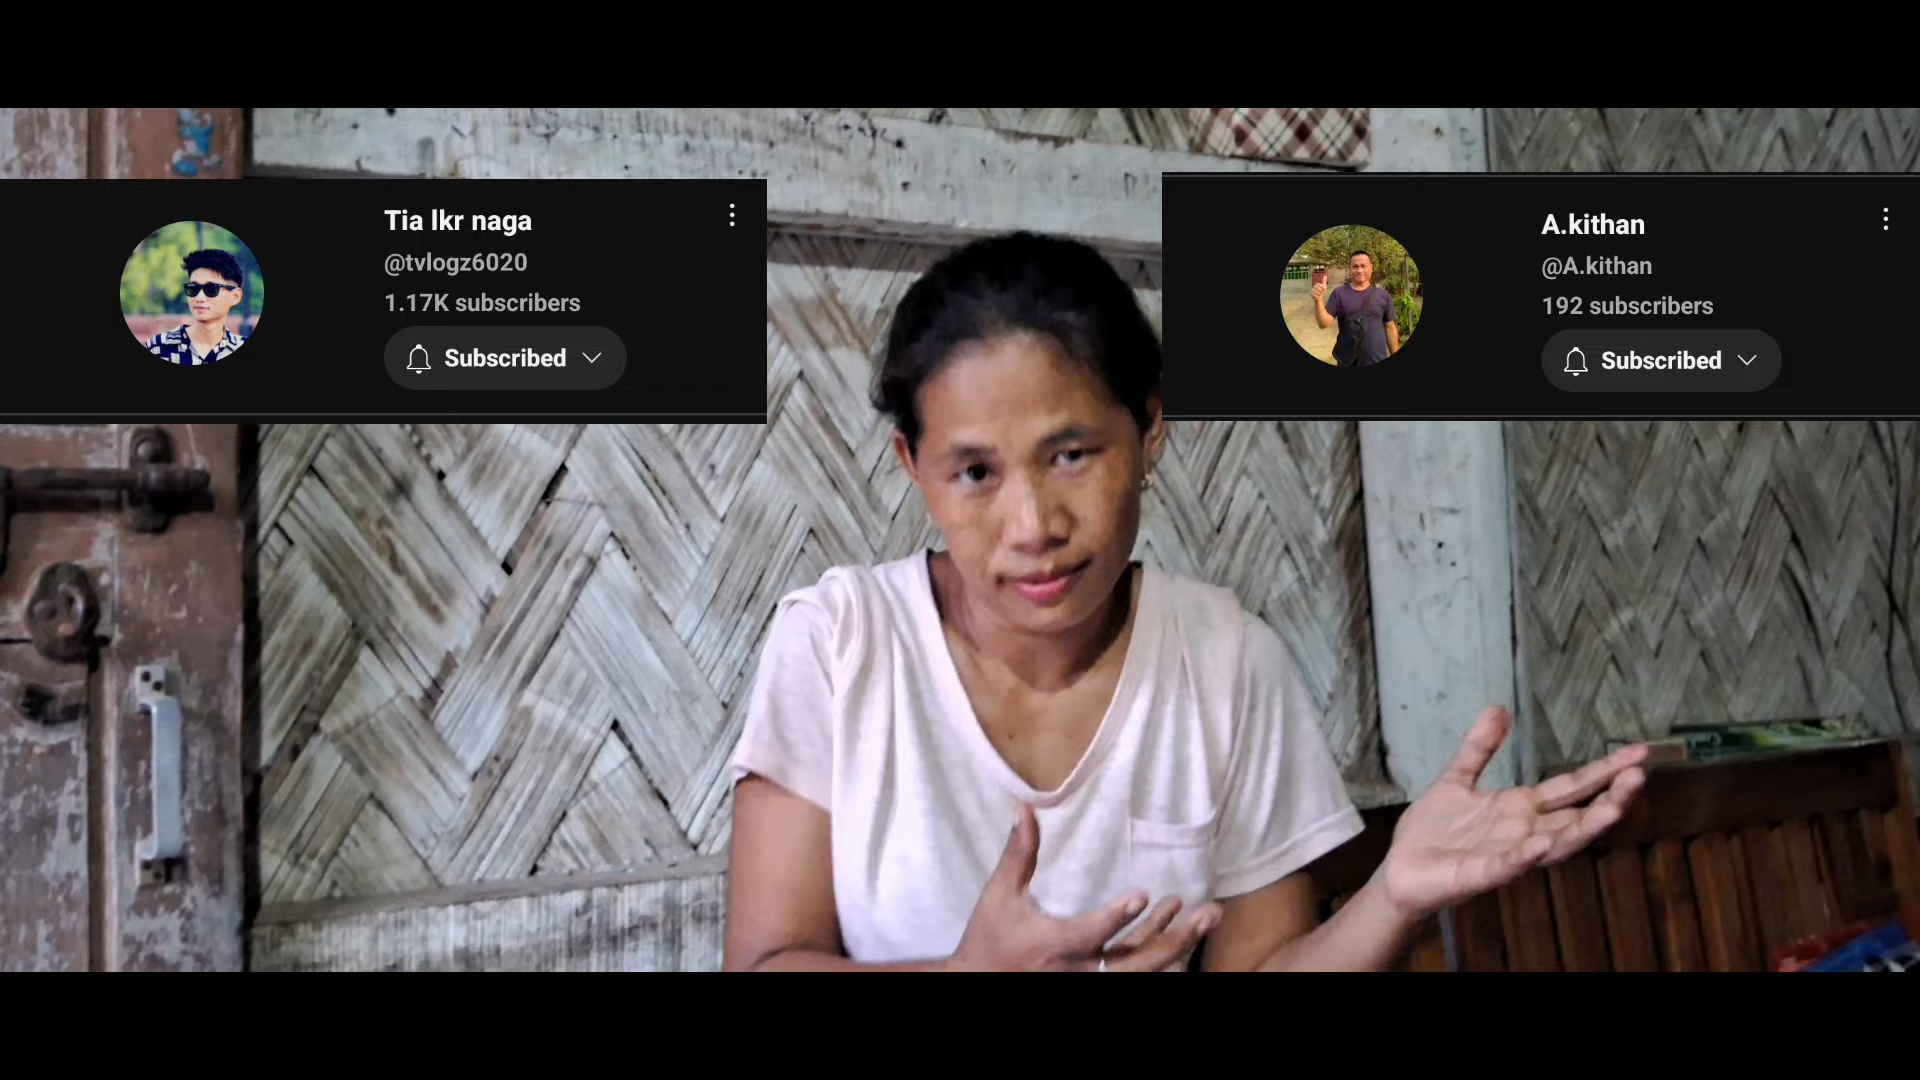 Tia lkr naga
@tvlogz6020
1.17K subscribers
Subscribed
A.kithan
@A.kithan
192 subscribers
Subscribed